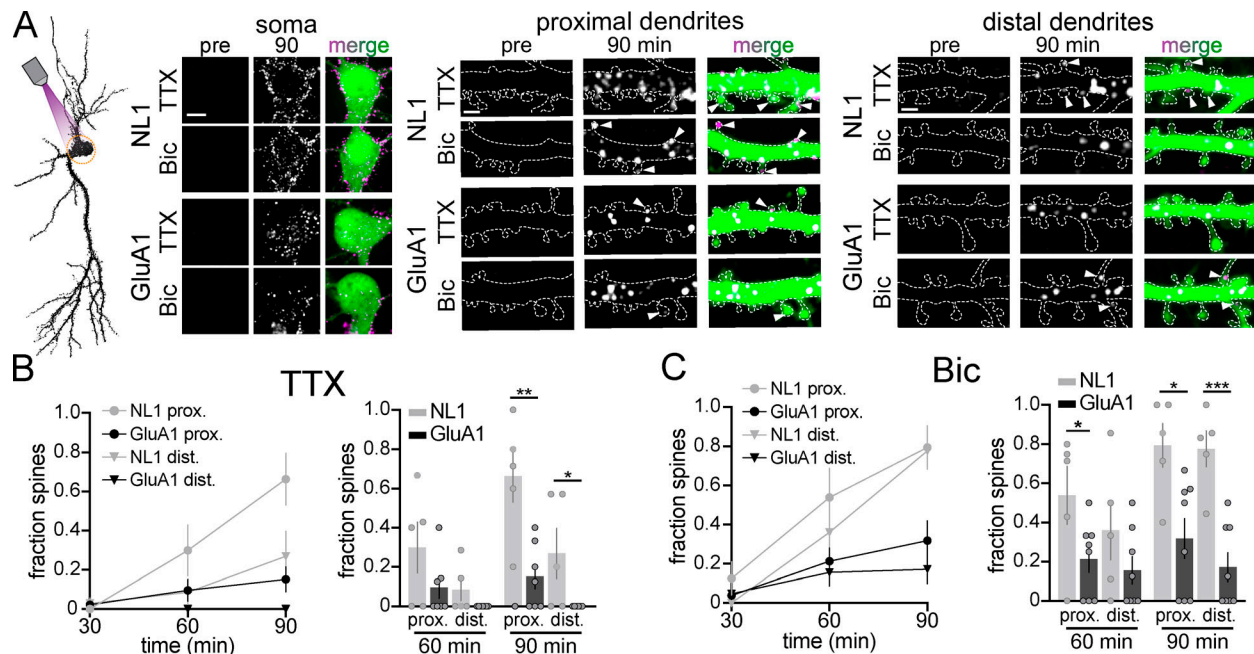 A
soma
proximal dendrites
distal dendrites
pre 90 merge
pre 90 min merge
pre 90 min merge
NL1 TTX
Bic
GluA1 TTX
Bic
NL1 TTX
Bic
GluA1 TTX
Bic
NL1 TTX
Bic
GluA1 TTX
Bic
B
TTX
fraction spines
1.0
0.8
0.6
0.4
0.2
0
30 60 90
time (min)
NL1 prox.
GluA1 prox.
NL1 dist.
GluA1 dist.
fraction spines
1.0
0.8
0.6
0.4
0.2
0
NL1
GluA1
**
*
prox. dist. prox. dist.
60 min 90 min
C
Bic
fraction spines
1.0
0.8
0.6
0.4
0.2
0
30 60 90
time (min)
NL1 prox.
GluA1 prox.
NL1 dist.
GluA1 dist.
fraction spines
1.0
0.8
0.6
0.4
0.2
0
NL1
GluA1
*
*
***
prox. dist. prox. dist.
60 min 90 min